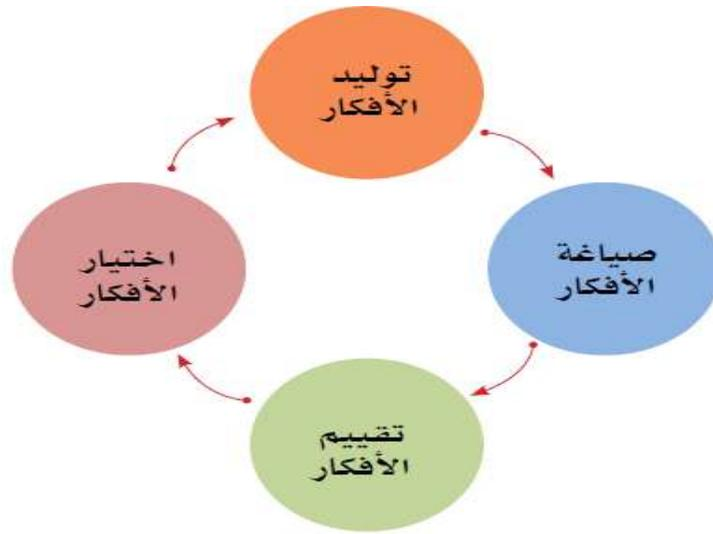 توليد
الأفكار
صياغة
الأفكار
تقييم
الأفكار
اختيار
الأفكار